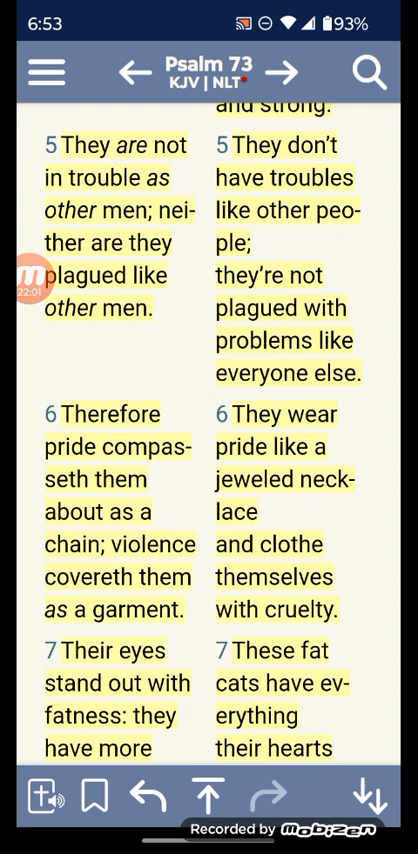 6:53
93%
Psalm 73
KJV | NLT*
and strong.
5 They are not
in trouble as
other men; nei-
ther are they
plagued like
other men.
5 They don't
have troubles
like other peo-
ple;
they're not
plagued with
problems like
everyone else.
22:01
6 Therefore
pride compas-
seth them
about as a
chain; violence
covereth them
as a garment.
6 They wear
pride like a
jeweled neck-
lace
and clothe
themselves
with cruelty.
7 Their eyes
stand out with
fatness: they
have more
7 These fat
cats have ev-
erything
their hearts
Recorded by mobizen